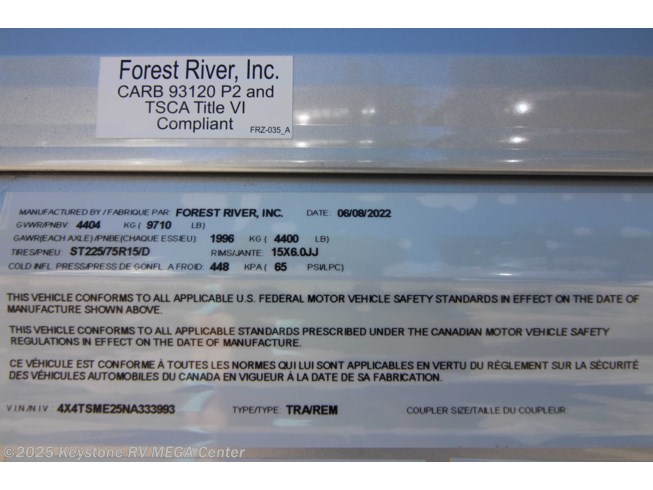 Forest River, Inc.
CARB 93120 P2 and
TSCA Title VI
Compliant
FRZ-035_A
MANUFACTURED BY / FABRIQUE PAR: FOREST RIVER, INC. DATE: 06/08/2022
GVWR/PNBV 4404 KG ( 9710 LB)
GAWR(EACH AXLE)/PNBE(CHAQUE ESSIEU) 1996 KG ( 4400 LB)
TIRES/PNEU: ST225/75R15/D RIMS/JANTE: 15X6.0JJ
COLD INFL. PRESS/PRESS DE GONFL. A FROID: 448 KPA ( 65 PSI/LPC)
THIS VEHICLE CONFORMS TO ALL APPLICABLE U.S. FEDERAL MOTOR VEHICLE SAFETY STANDARDS IN EFFECT ON THE DATE OF
MANUFACTURE SHOWN ABOVE.
THIS VEHICLE CONFORMS TO ALL APPLICABLE STANDARDS PRESCRIBED UNDER THE CANADIAN MOTOR VEHICLE SAFETY
REGULATIONS IN EFFECT ON THE DATE OF MANUFACTURE.
CE VÉHICULE EST CONFORME À TOUTES LES NORMES QUI LUI SONT APPLICABLES EN VERTU DU RÉGLEMENT SUR LA SÉCURITÉ
DES VÉHICULES AUTOMOBILES DU CANADA EN VIGUEUR À LA DATE DE SA FABRICATION.
V.I.N./N.I.V.: 4X4TSME25NA333993 TYPE/TYPE: TRA/REM COUPLER SIZE/TAILLE DU COUPLEUR
©2025 Keystone RV MEGA Center